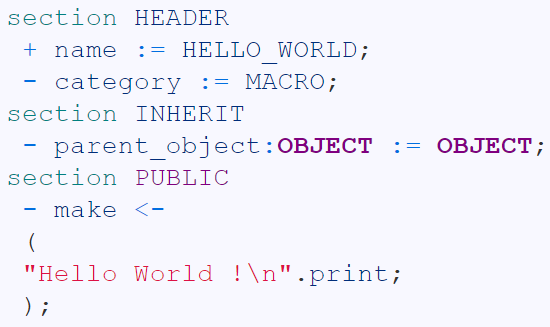 section HEADER
+ name := HELLO_WORLD;
- category := MACRO;
section INHERIT
- parent_object:OBJECT := OBJECT;
section PUBLIC
- make <-
(
"Hello World !\n".print;
);